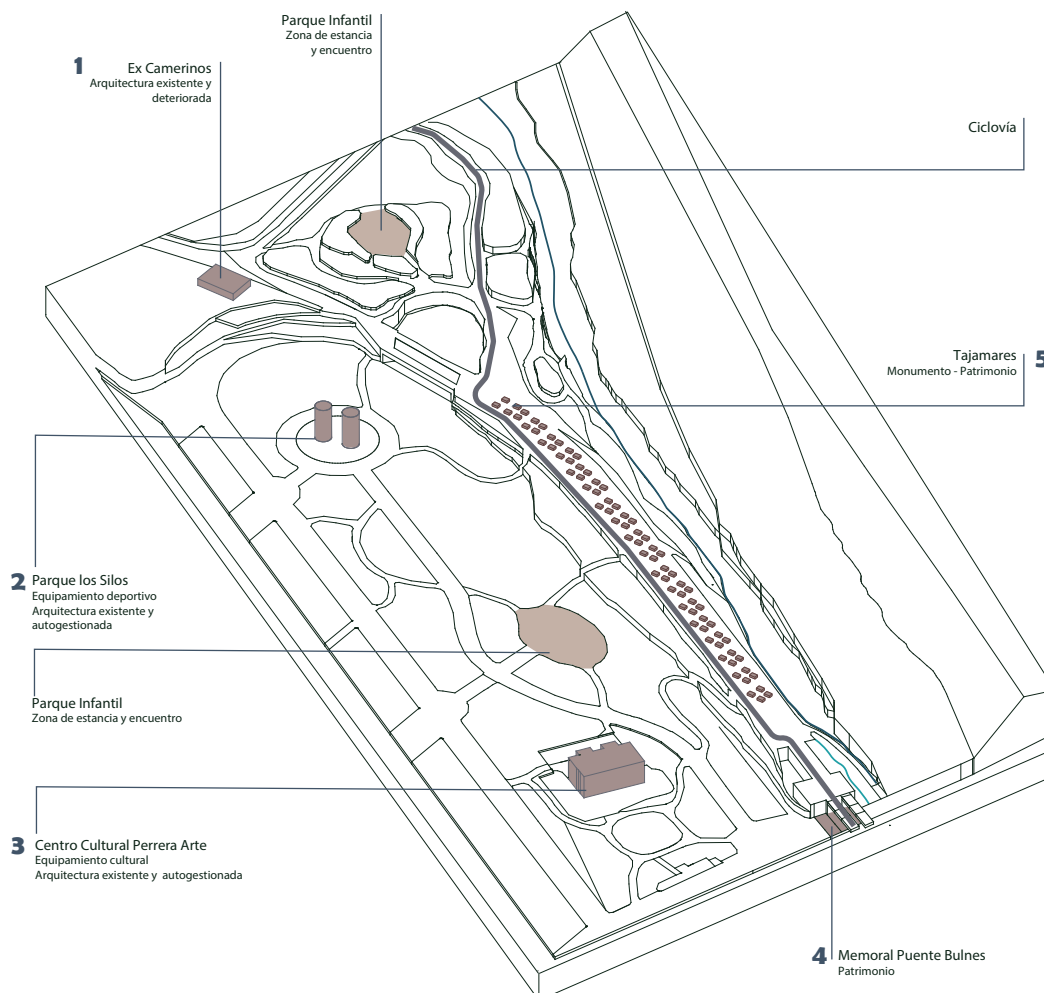 Parque Infantil
Zona de estancia
y encuentro
1 Ex Camerinos
Arquitectura existente y
deteriorada
Ciclovía
Tajamares 5
Monumento - Patrimonio
2 Parque los Silos
Equipamiento deportivo
Arquitectura existente y
autogestionada
Parque Infantil
Zona de estancia y encuentro
3 Centro Cultural Perrera Arte
Equipamiento cultural
Arquitectura existente y autogestionada
4 Memoral Puente Bulnes
Patrimonio